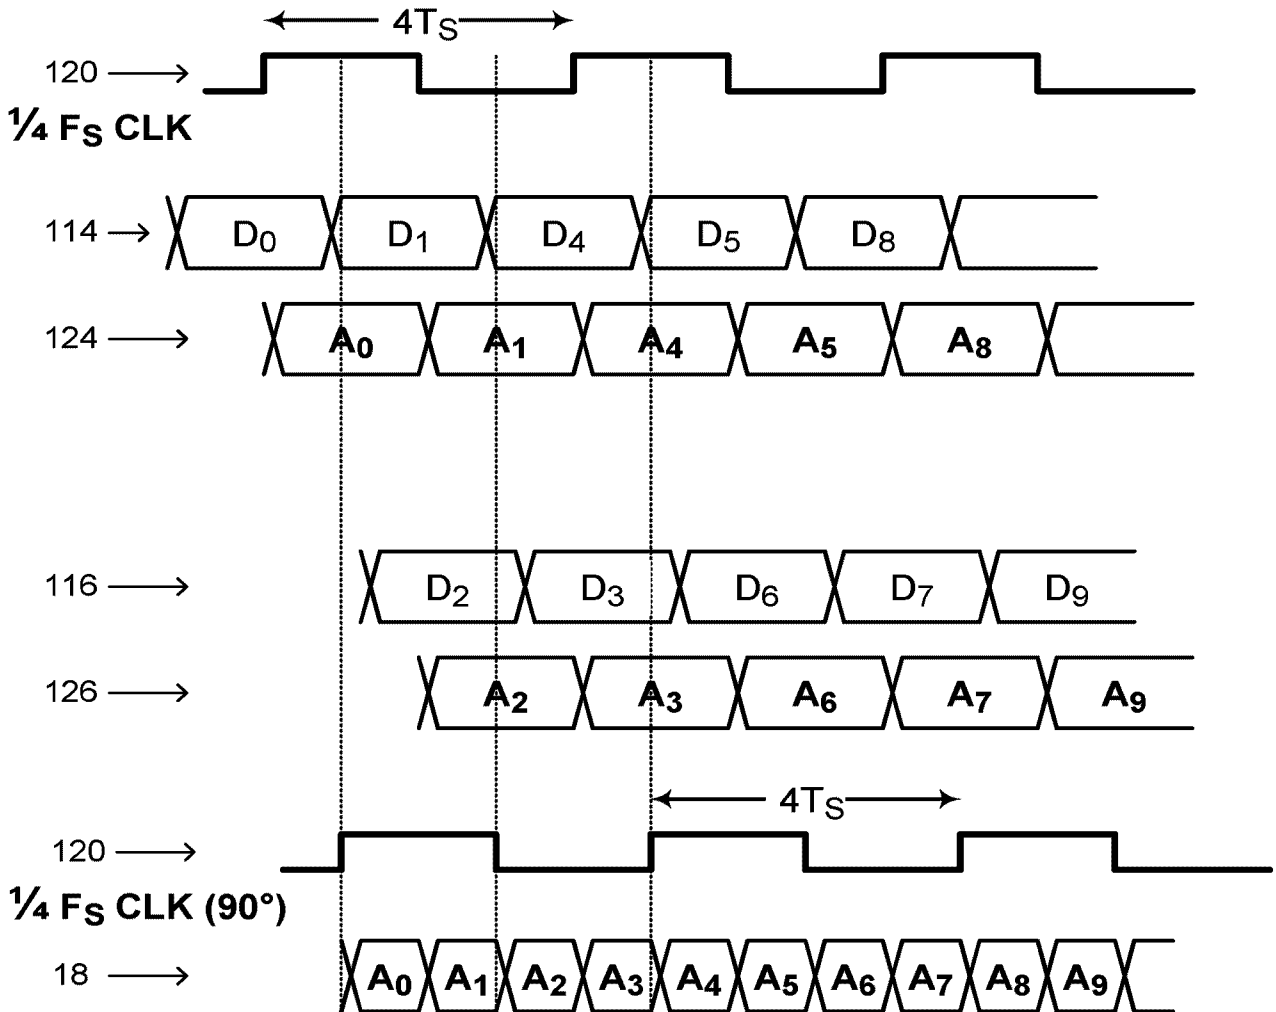 4TS
120
¼ FS CLK
114 D0 D1 D4 D5 D8
124 A0 A1 A4 A5 A8
116 D2 D3 D6 D7 D9
126 A2 A3 A6 A7 A9
4TS
120
¼ FS CLK (90°)
18 A0 A1 A2 A3 A4 A5 A6 A7 A8 A9